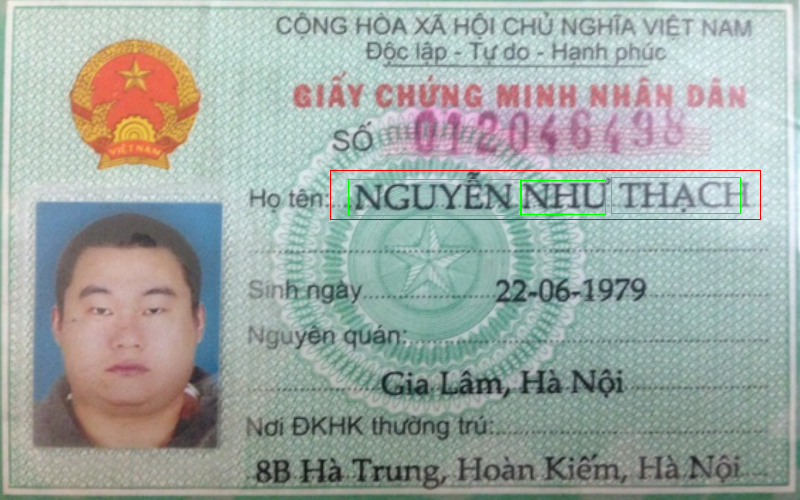 CỘNG HÒA XÃ HỘI CHỦ NGHĨA VIỆT NAM
Độc lập - Tự do - Hạnh phúc
GIẤY CHỨNG MINH NHÂN DÂN
SỐ 012046498
VIỆT NAM
Họ tên: NGUYỄN NHƯ THẠCH
Sinh ngày 22-06-1979
Nguyên quán:
Gia Lâm, Hà Nội
Nơi ĐKHK thường trú:
8B Hà Trung, Hoàn Kiếm, Hà Nội